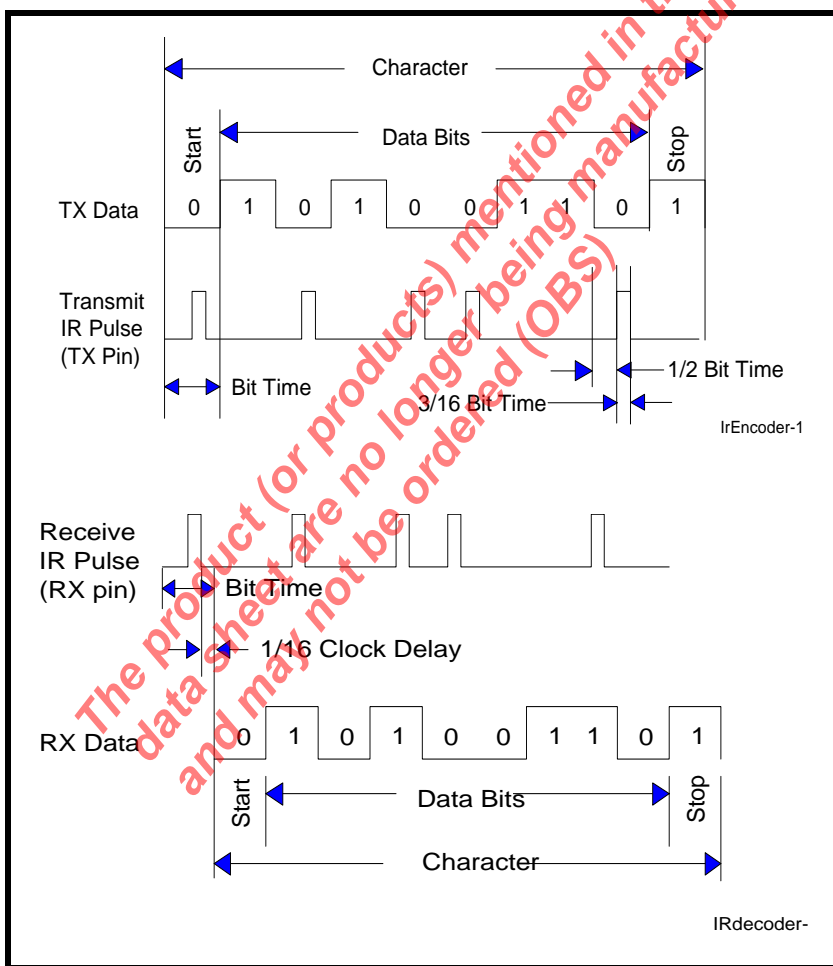 Character
Start
Data Bits
Stop
TX Data
0 1 0 1 0 0 1 1 0 1
Transmit
IR Pulse
(TX Pin)
Bit Time
1/2 Bit Time
3/16 Bit Time
IrEncoder-1
Receive
IR Pulse
(RX pin)
Bit Time
1/16 Clock Delay
RX Data
0 1 0 1 0 0 1 1 0 1
Start
Data Bits
Stop
Character
IRdecoder-
The product (or products) mentioned in
data sheet are no longer being
and may not be ordered (OBS)